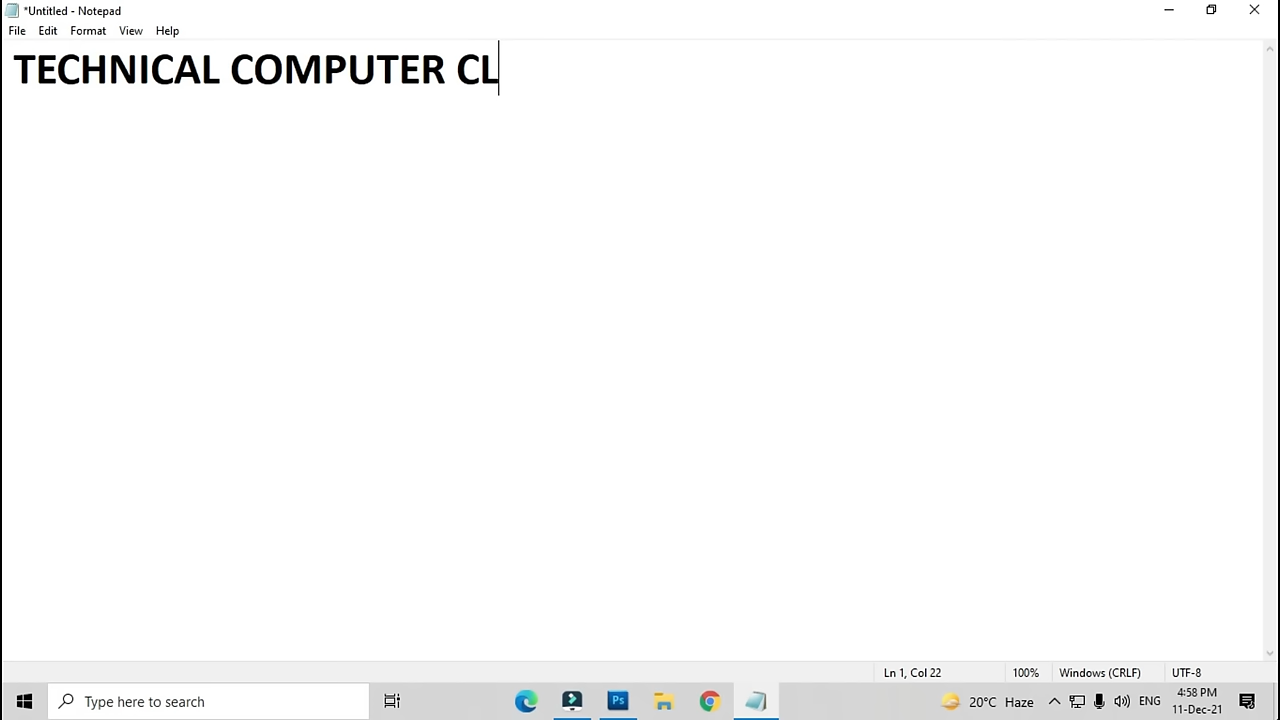 *Untitled - Notepad
File Edit Format View Help
TECHNICAL COMPUTER CL
Ln 1, Col 22 100% Windows (CRLF) UTF-8
Type here to search Ps 20°C Haze ENG 4:58 PM
11-Dec-21